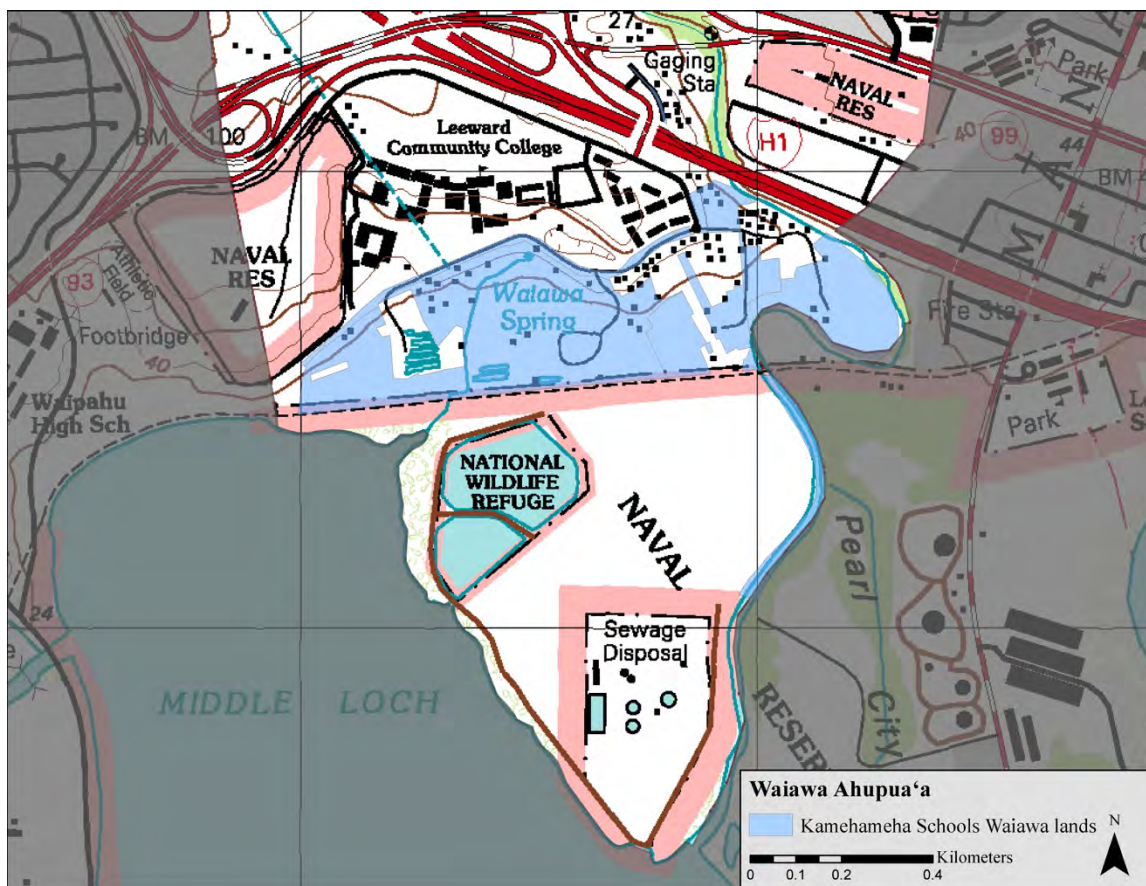 27
Gaging
Sta
Park
NAVAL
RES
BM 100
Leeward
Community College
H1
40
99
44
BM
Athletic
Field
NAVAL
RES
93
Footbridge
40
Waiawa
Spring
Fire Sta
Waipahu
High Sch
Park
NATIONAL
WILDLIFE
REFUGE
NAVAL
Pearl
City
24
Sewage
Disposal
MIDDLE LOCH
Waiawa Ahupuaʻa
Kamehameha Schools Waiawa lands
N
Kilometers
0 0.1 0.2 0.4